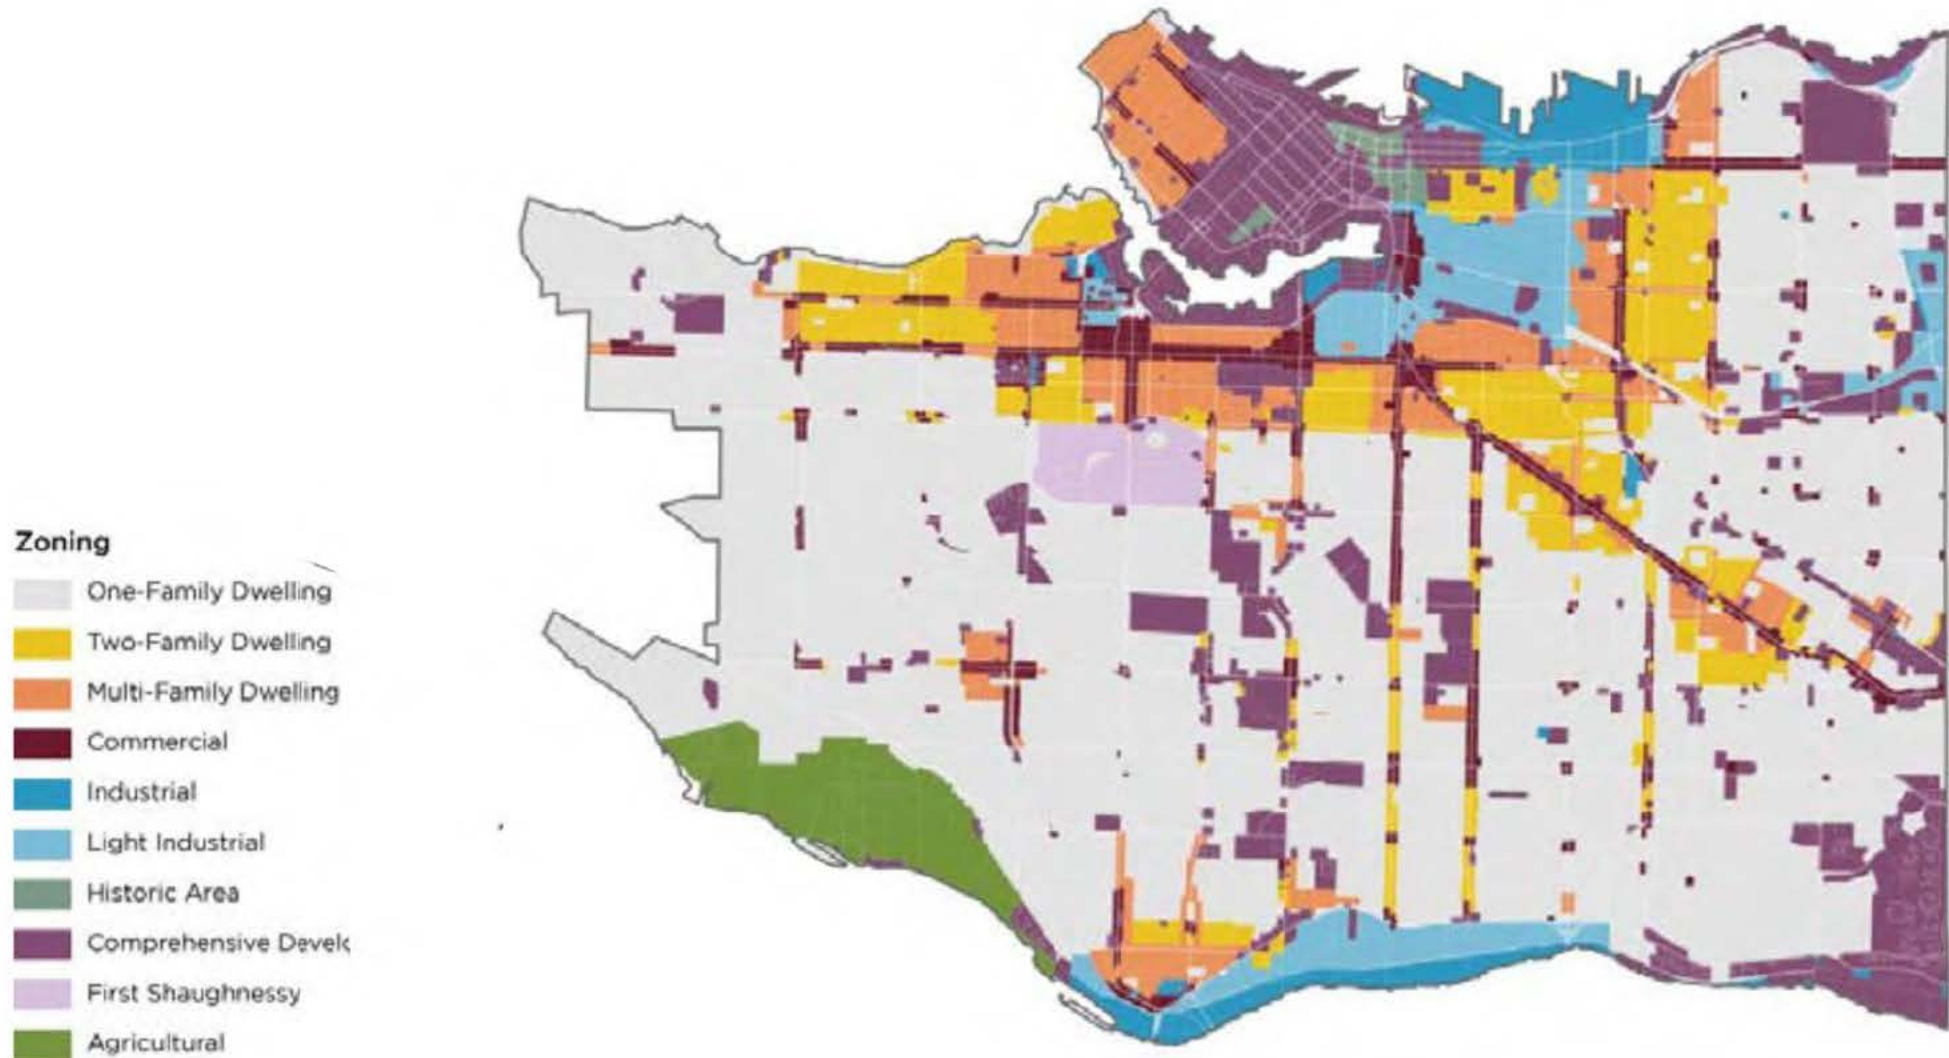 Zoning
One-Family Dwelling
Two-Family Dwelling
Multi-Family Dwelling
Commercial
Industrial
Light Industrial
Historic Area
Comprehensive Develc
First Shaughnessy
Agricultural